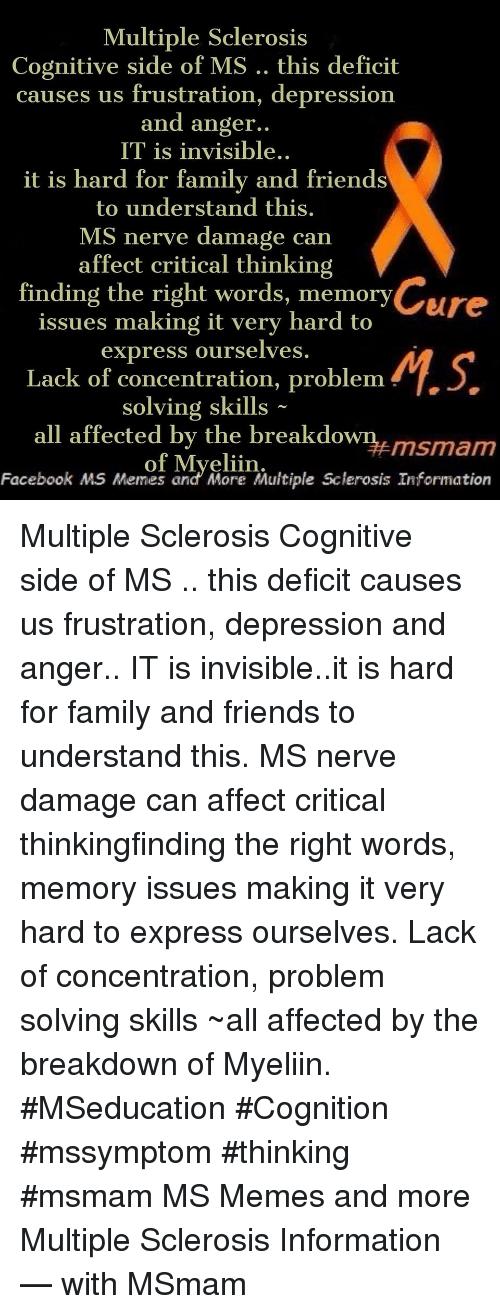 Multiple Sclerosis
Cognitive side of MS .. this deficit
causes us frustration, depression
and anger..
IT is invisible..
it is hard for family and friends
to understand this.
MS nerve damage can
affect critical thinking
finding the right words, memory
issues making it very hard to
express ourselves.
Lack of concentration, problem
solving skills ~
all affected by the breakdown
of Myeliin.
Cure
M.S.
#msmam
Facebook MS Memes and More Multiple Sclerosis Information
Multiple Sclerosis Cognitive
side of MS .. this deficit causes
us frustration, depression and
anger.. IT is invisible..it is hard
for family and friends to
understand this. MS nerve
damage can affect critical
thinkingfinding the right words,
memory issues making it very
hard to express ourselves. Lack
of concentration, problem
solving skills ~all affected by the
breakdown of Myeliin.
#MSeducation #Cognition
#mssymptom #thinking
#msmam MS Memes and more
Multiple Sclerosis Information
— with MSmam